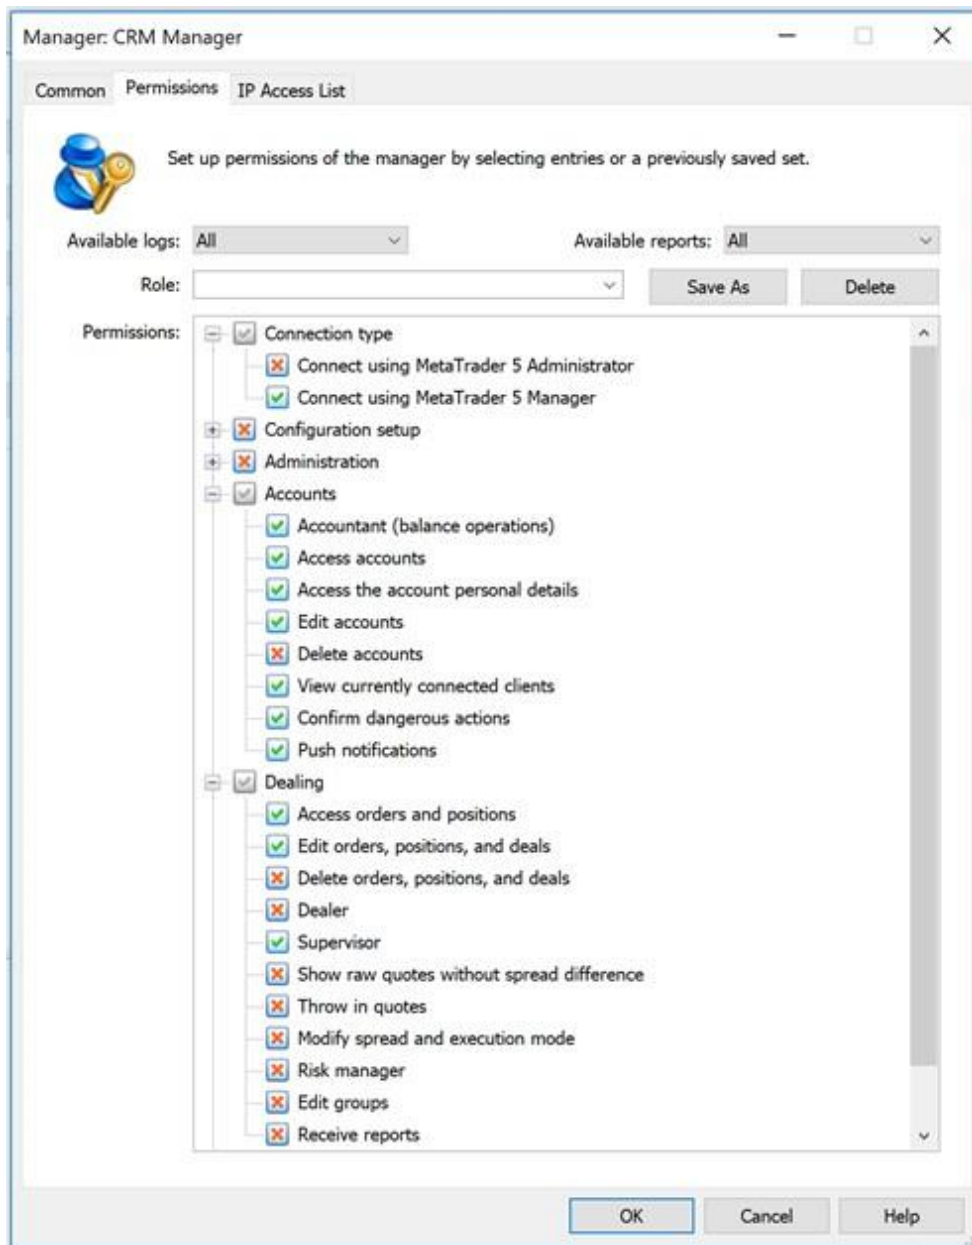 Manager: CRM Manager
Common Permissions IP Access List
Set up permissions of the manager by selecting entries or a previously saved set.
Available logs: All Available reports: All
Role: Save As Delete
Permissions: Connection type
Connect using MetaTrader 5 Administrator
Connect using MetaTrader 5 Manager
Configuration setup
Administration
Accounts
Accountant (balance operations)
Access accounts
Access the account personal details
Edit accounts
Delete accounts
View currently connected clients
Confirm dangerous actions
Push notifications
Dealing
Access orders and positions
Edit orders, positions, and deals
Delete orders, positions, and deals
Dealer
Supervisor
Show raw quotes without spread difference
Throw in quotes
Modify spread and execution mode
Risk manager
Edit groups
Receive reports
OK Cancel Help